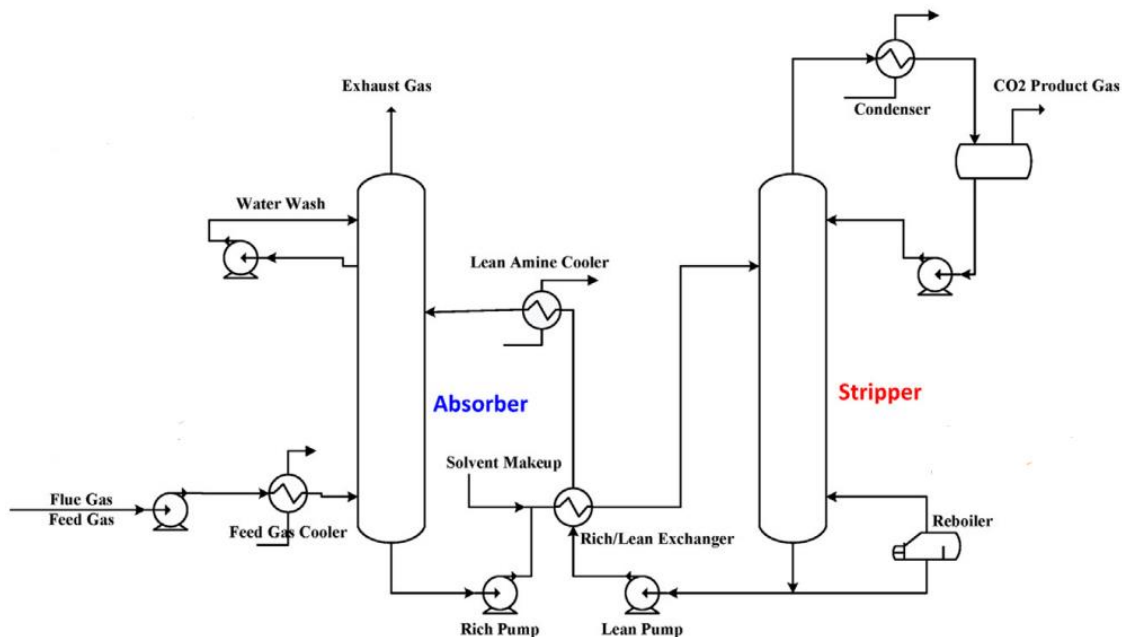 Exhaust Gas
CO2 Product Gas
Condenser
Water Wash
Lean Amine Cooler
Absorber
Stripper
Solvent Makeup
Flue Gas
Feed Gas
Feed Gas Cooler
Rich/Lean Exchanger
Reboiler
Rich Pump
Lean Pump